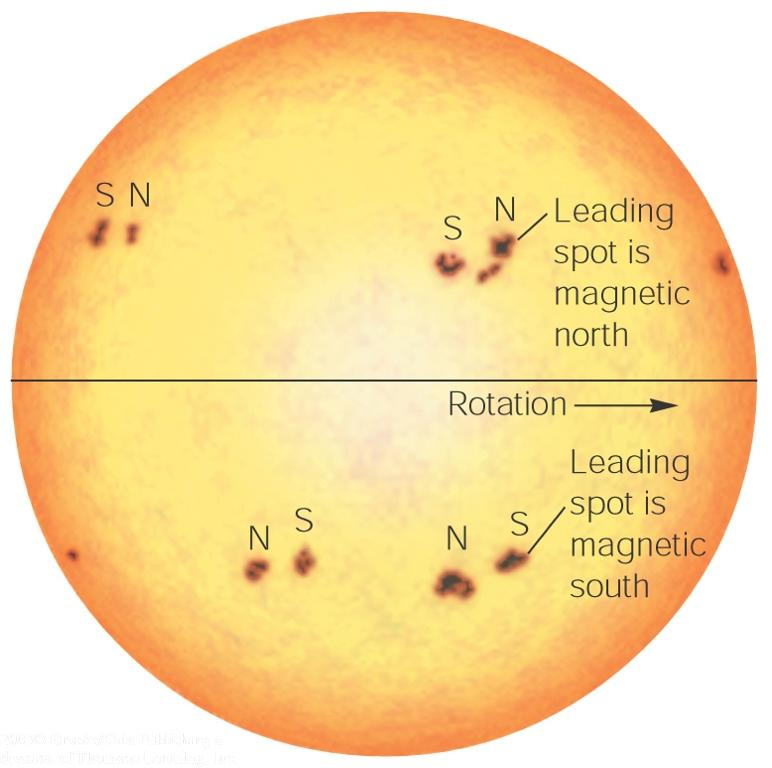 S N
S
N
Leading
spot is
magnetic
north
Rotation
Leading
spot is
magnetic
south
N
S
N
S